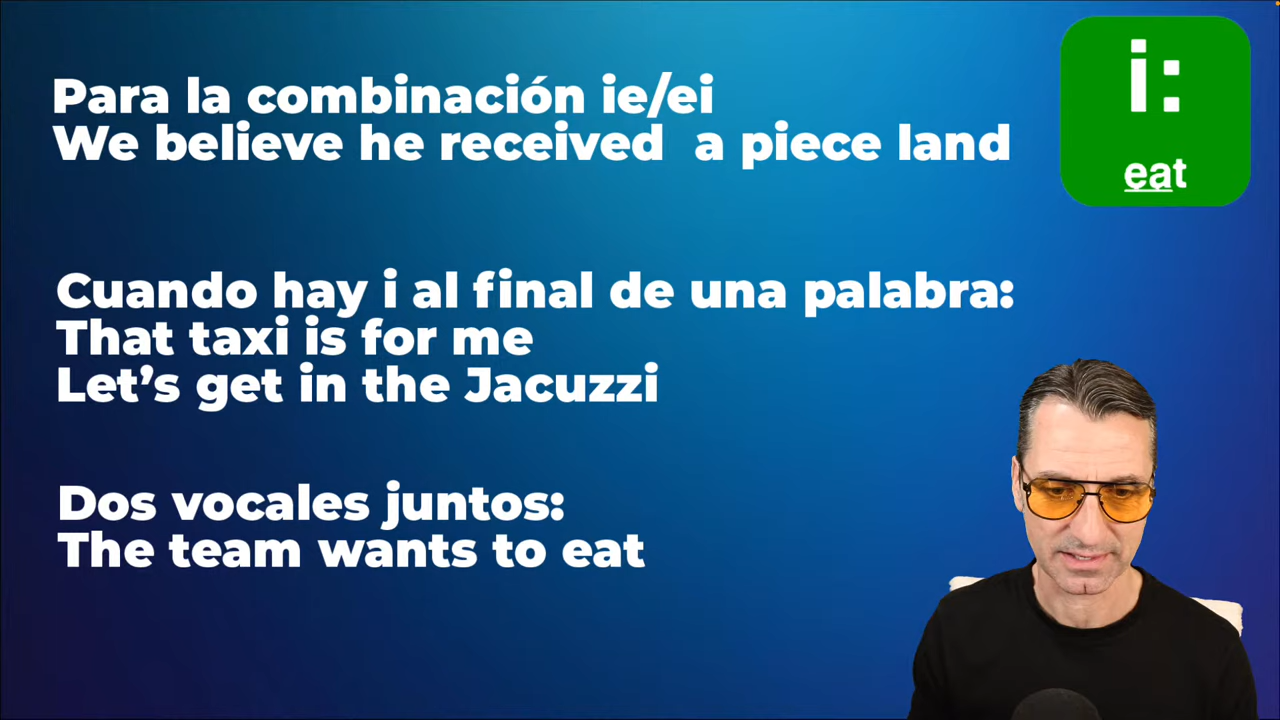 Para la combinación ie/ei
We believe he received  a piece land
i:
eat
Cuando hay i al final de una palabra:
That taxi is for me
Let’s get in the Jacuzzi
Dos vocales juntos:
The team wants to eat